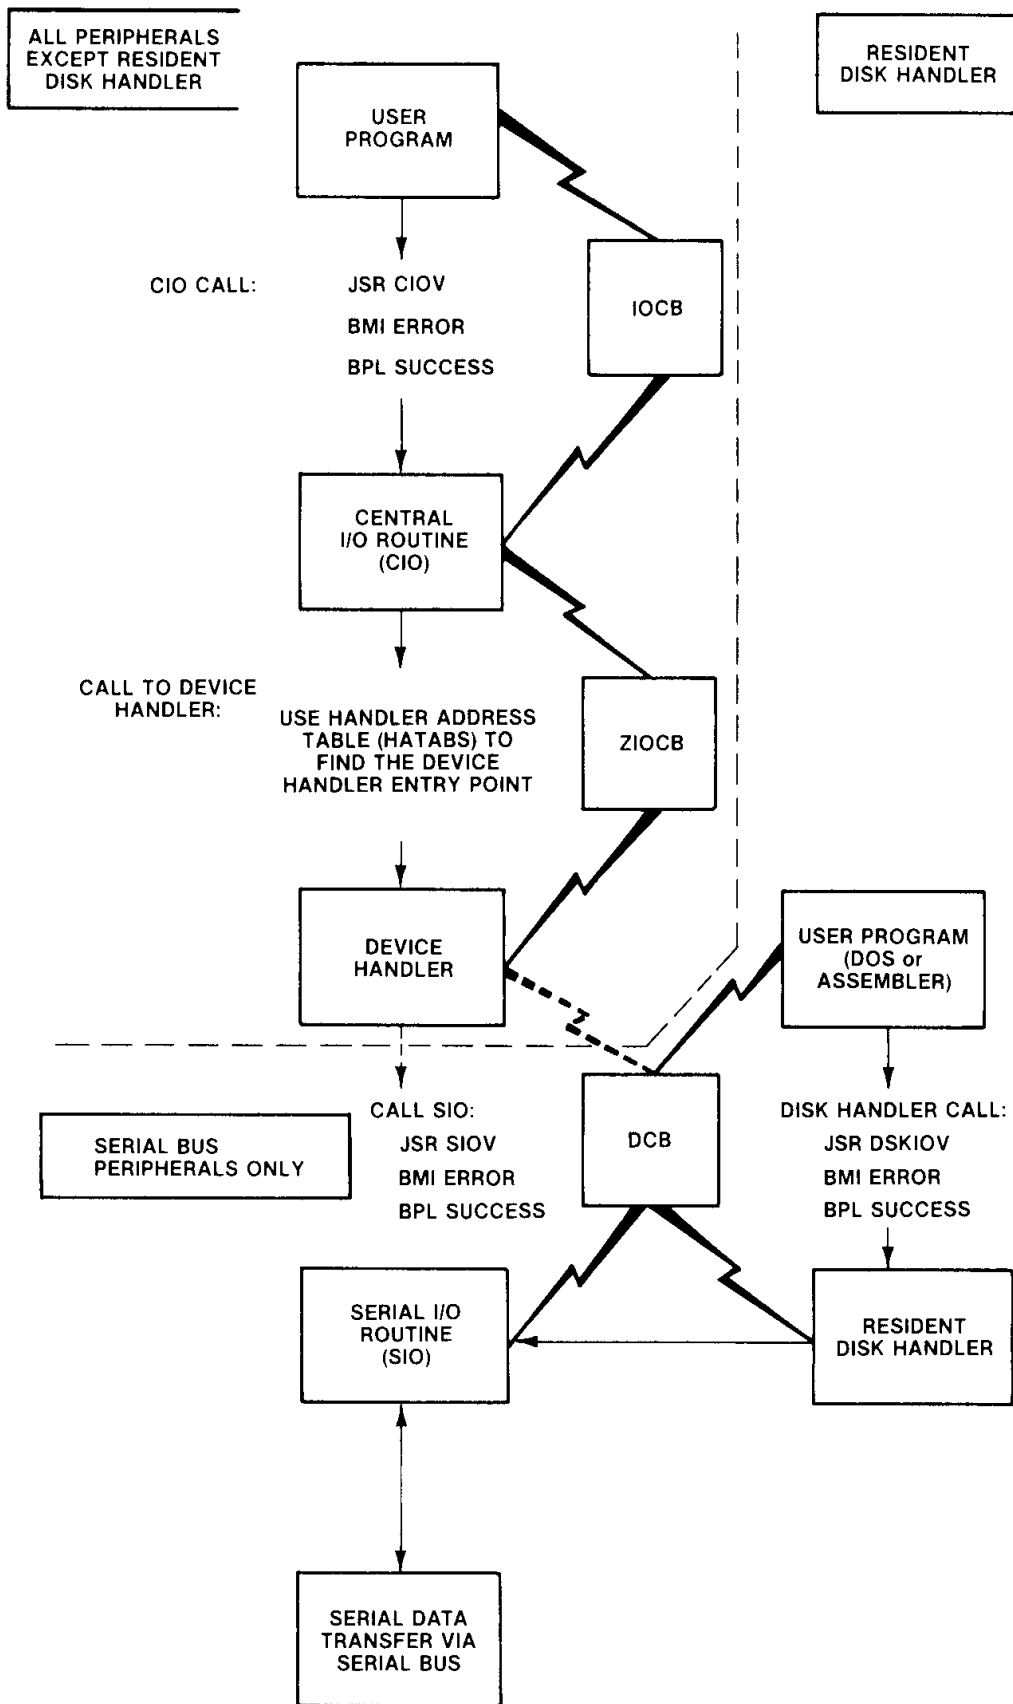 ALL PERIPHERALS
EXCEPT RESIDENT
DISK HANDLER
RESIDENT
DISK HANDLER
USER
PROGRAM
CIO CALL:
JSR CIOV
BMI ERROR
BPL SUCCESS
IOCB
CENTRAL
I/O ROUTINE
(CIO)
CALL TO DEVICE
HANDLER:
USE HANDLER ADDRESS
TABLE (HATABS) TO
FIND THE DEVICE
HANDLER ENTRY POINT
ZIOCB
DEVICE
HANDLER
USER PROGRAM
(DOS or
ASSEMBLER)
SERIAL BUS
PERIPHERALS ONLY
CALL SIO:
JSR SIOV
BMI ERROR
BPL SUCCESS
DCB
DISK HANDLER CALL:
JSR DSKIOV
BMI ERROR
BPL SUCCESS
SERIAL I/O
ROUTINE
(SIO)
RESIDENT
DISK HANDLER
SERIAL DATA
TRANSFER VIA
SERIAL BUS